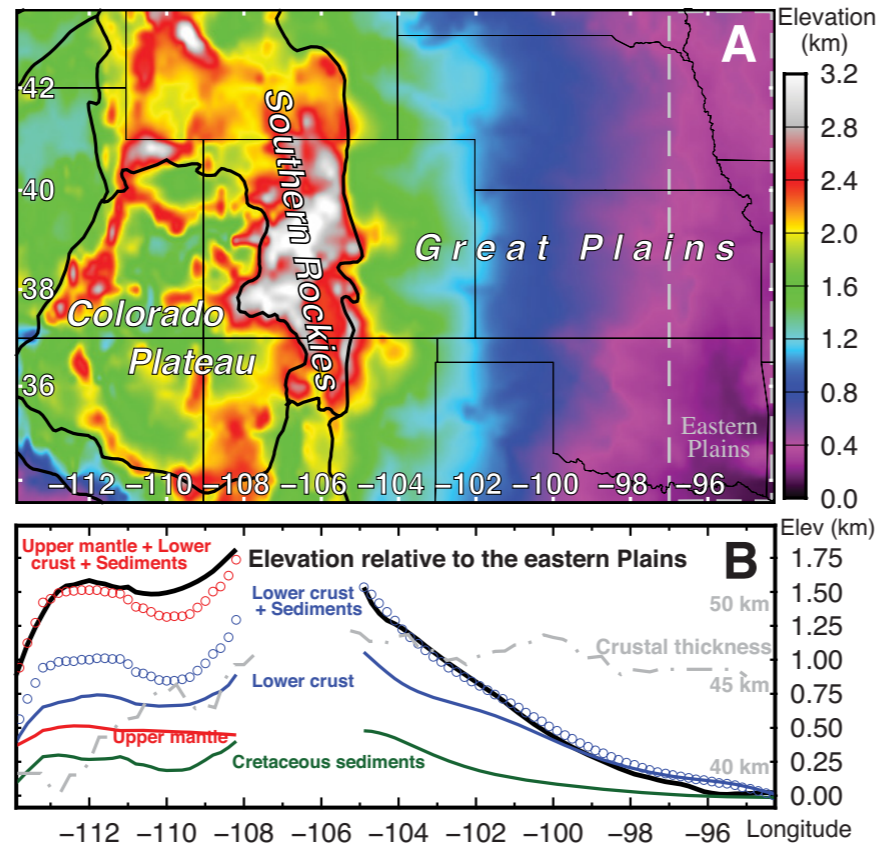 Elevation
(km)
A
3.2
2.8
2.4
2.0
1.6
1.2
0.8
0.4
0.0
42
40
38
36
Southern Rockies
Great Plains
Colorado
Plateau
Eastern
Plains
−112 −110 −108 −106 −104 −102 −100 −98 −96
Elev (km)
B
Upper mantle + Lower
crust + Sediments
Elevation relative to the eastern Plains
Lower crust
+ Sediments
50 km
Crustal thickness
45 km
Lower crust
Upper mantle
Cretaceous sediments
40 km
1.75
1.50
1.25
1.00
0.75
0.50
0.25
0.00
−112 −110 −108 −106 −104 −102 −100 −98 −96 Longitude